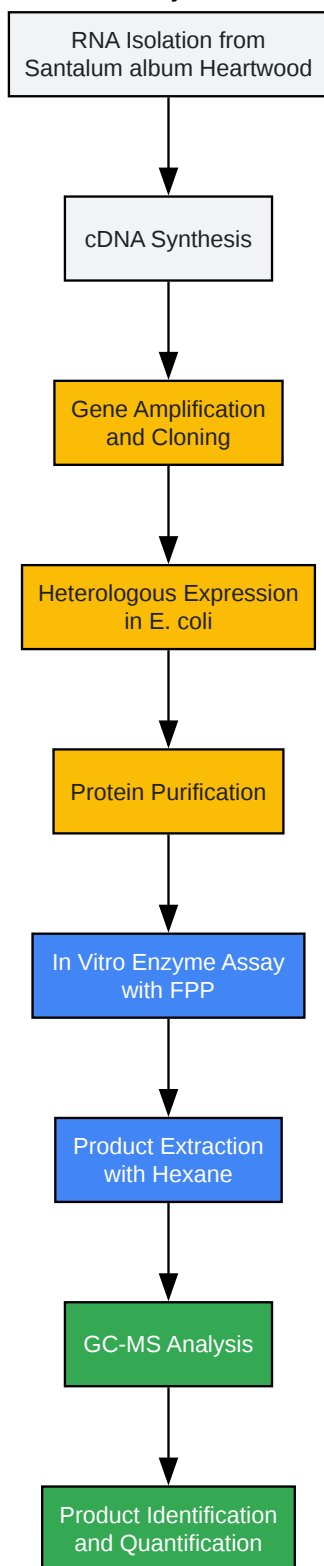 RNA Isolation from
Santalum album Heartwood
cDNA Synthesis
Gene Amplification
and Cloning
Heterologous Expression
in E. coli
Protein Purification
In Vitro Enzyme Assay
with FPP
Product Extraction
with Hexane
GC-MS Analysis
Product Identification
and Quantification